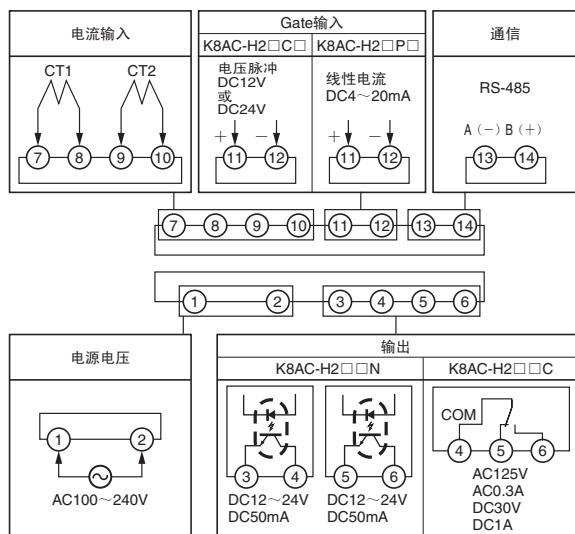 电流输入
CT1 CT2
7 8 9 10
Gate输入
K8AC-H2□C□
电压脉冲
DC12V
或
DC24V
+ −
11 12
K8AC-H2□P□
线性电流
DC4～20mA
+ −
11 12
通信
RS-485
A (−) B (+)
13 14
7 8 9 10 11 12 13 14
1 2 3 4 5 6
电源电压
1 2
AC100～240V
输出
K8AC-H2□□N
3 4
DC12～24V
DC50mA
5 6
DC12～24V
DC50mA
K8AC-H2□□C
COM
4 5 6
AC125V
AC0.3A
DC30V
DC1A